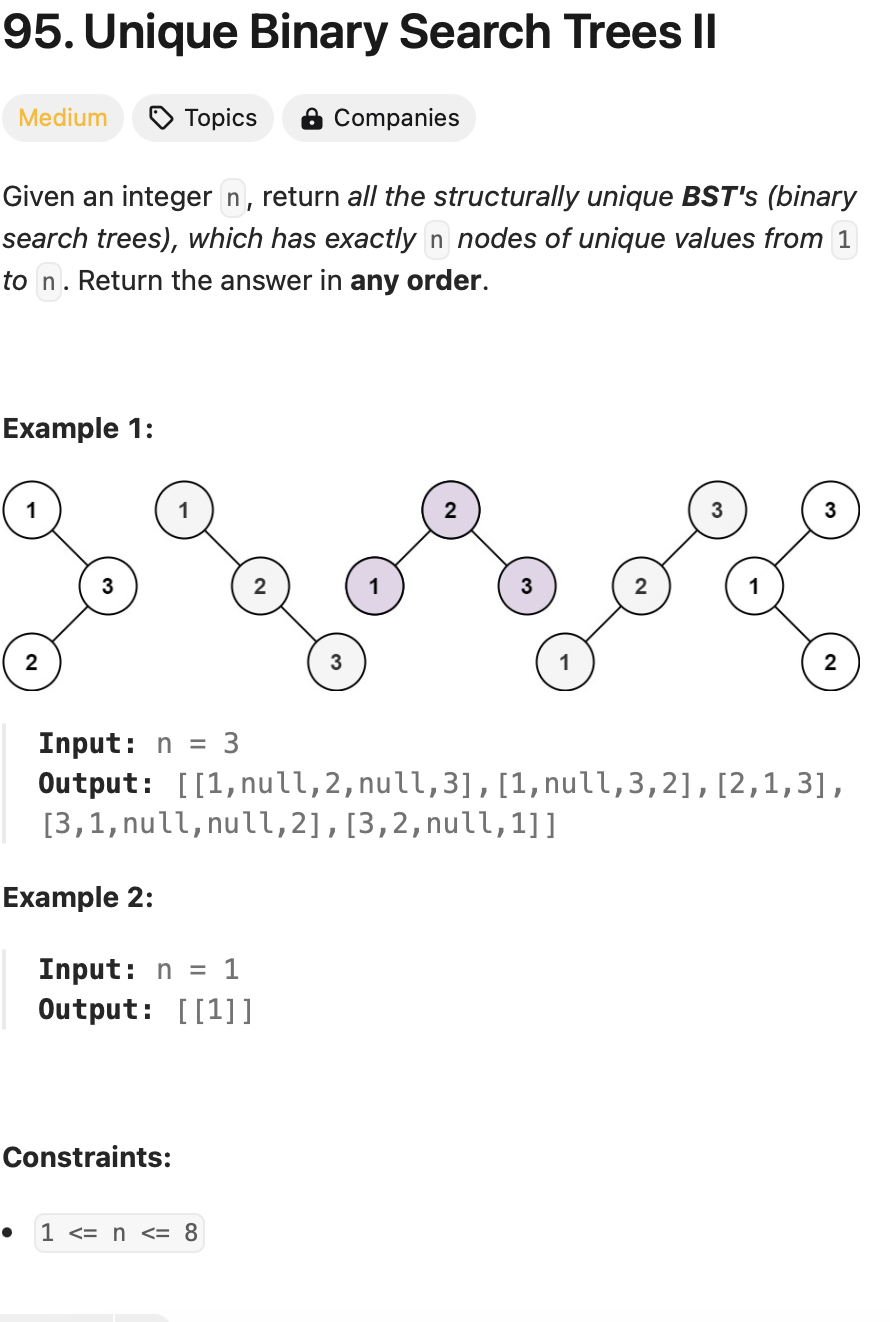 95. Unique Binary Search Trees II
Medium Topics Companies
Given an integer n, return all the structurally unique BST's (binary
search trees), which has exactly n nodes of unique values from 1
to n. Return the answer in any order.
Example 1:
1 1 2 3 3
3 2 1 3 2 1
2 3 1 2
Input: n = 3
Output: [[1,null,2,null,3],[1,null,3,2],[2,1,3],
[3,1,null,null,2],[3,2,null,1]]
Example 2:
Input: n = 1
Output: [[1]]
Constraints:
• 1 <= n <= 8